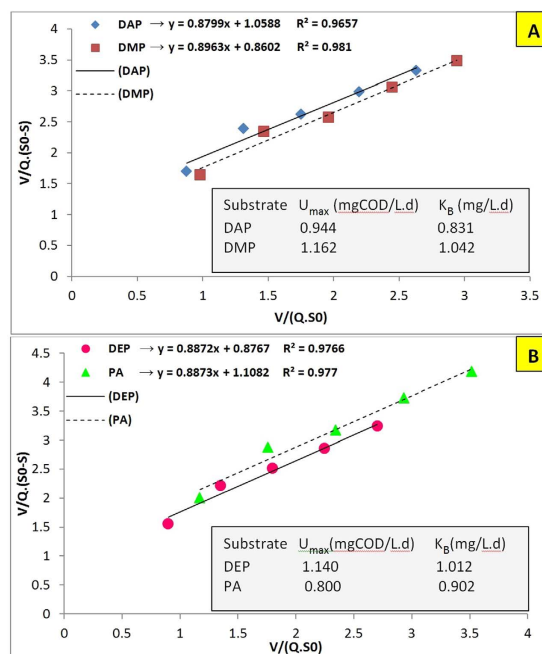 DAP → y = 0.8799x + 1.0588 R² = 0.9657
DMP → y = 0.8963x + 0.8602 R² = 0.981
(DAP)
(DMP)
A
V/Q.(S0-S)
4
3.5
3
2.5
2
1.5
1
0.5
0
Substrate Umax (mgCOD/L.d) KB (mg/L.d)
DAP 0.944 0.831
DMP 1.162 1.042
0 0.5 1 1.5 2 2.5 3 3.5
V/(Q.S0)
DEP → y = 0.8872x + 0.8767 R² = 0.9766
PA → y = 0.8873x + 1.1082 R² = 0.977
(DEP)
(PA)
B
V/Q.(S0-S)
4.5
4
3.5
3
2.5
2
1.5
1
0.5
0
Substrate Umax(mgCOD/L.d) KB(mg/L.d)
DEP 1.140 1.012
PA 0.800 0.902
0 0.5 1 1.5 2 2.5 3 3.5 4
V/(Q.S0)